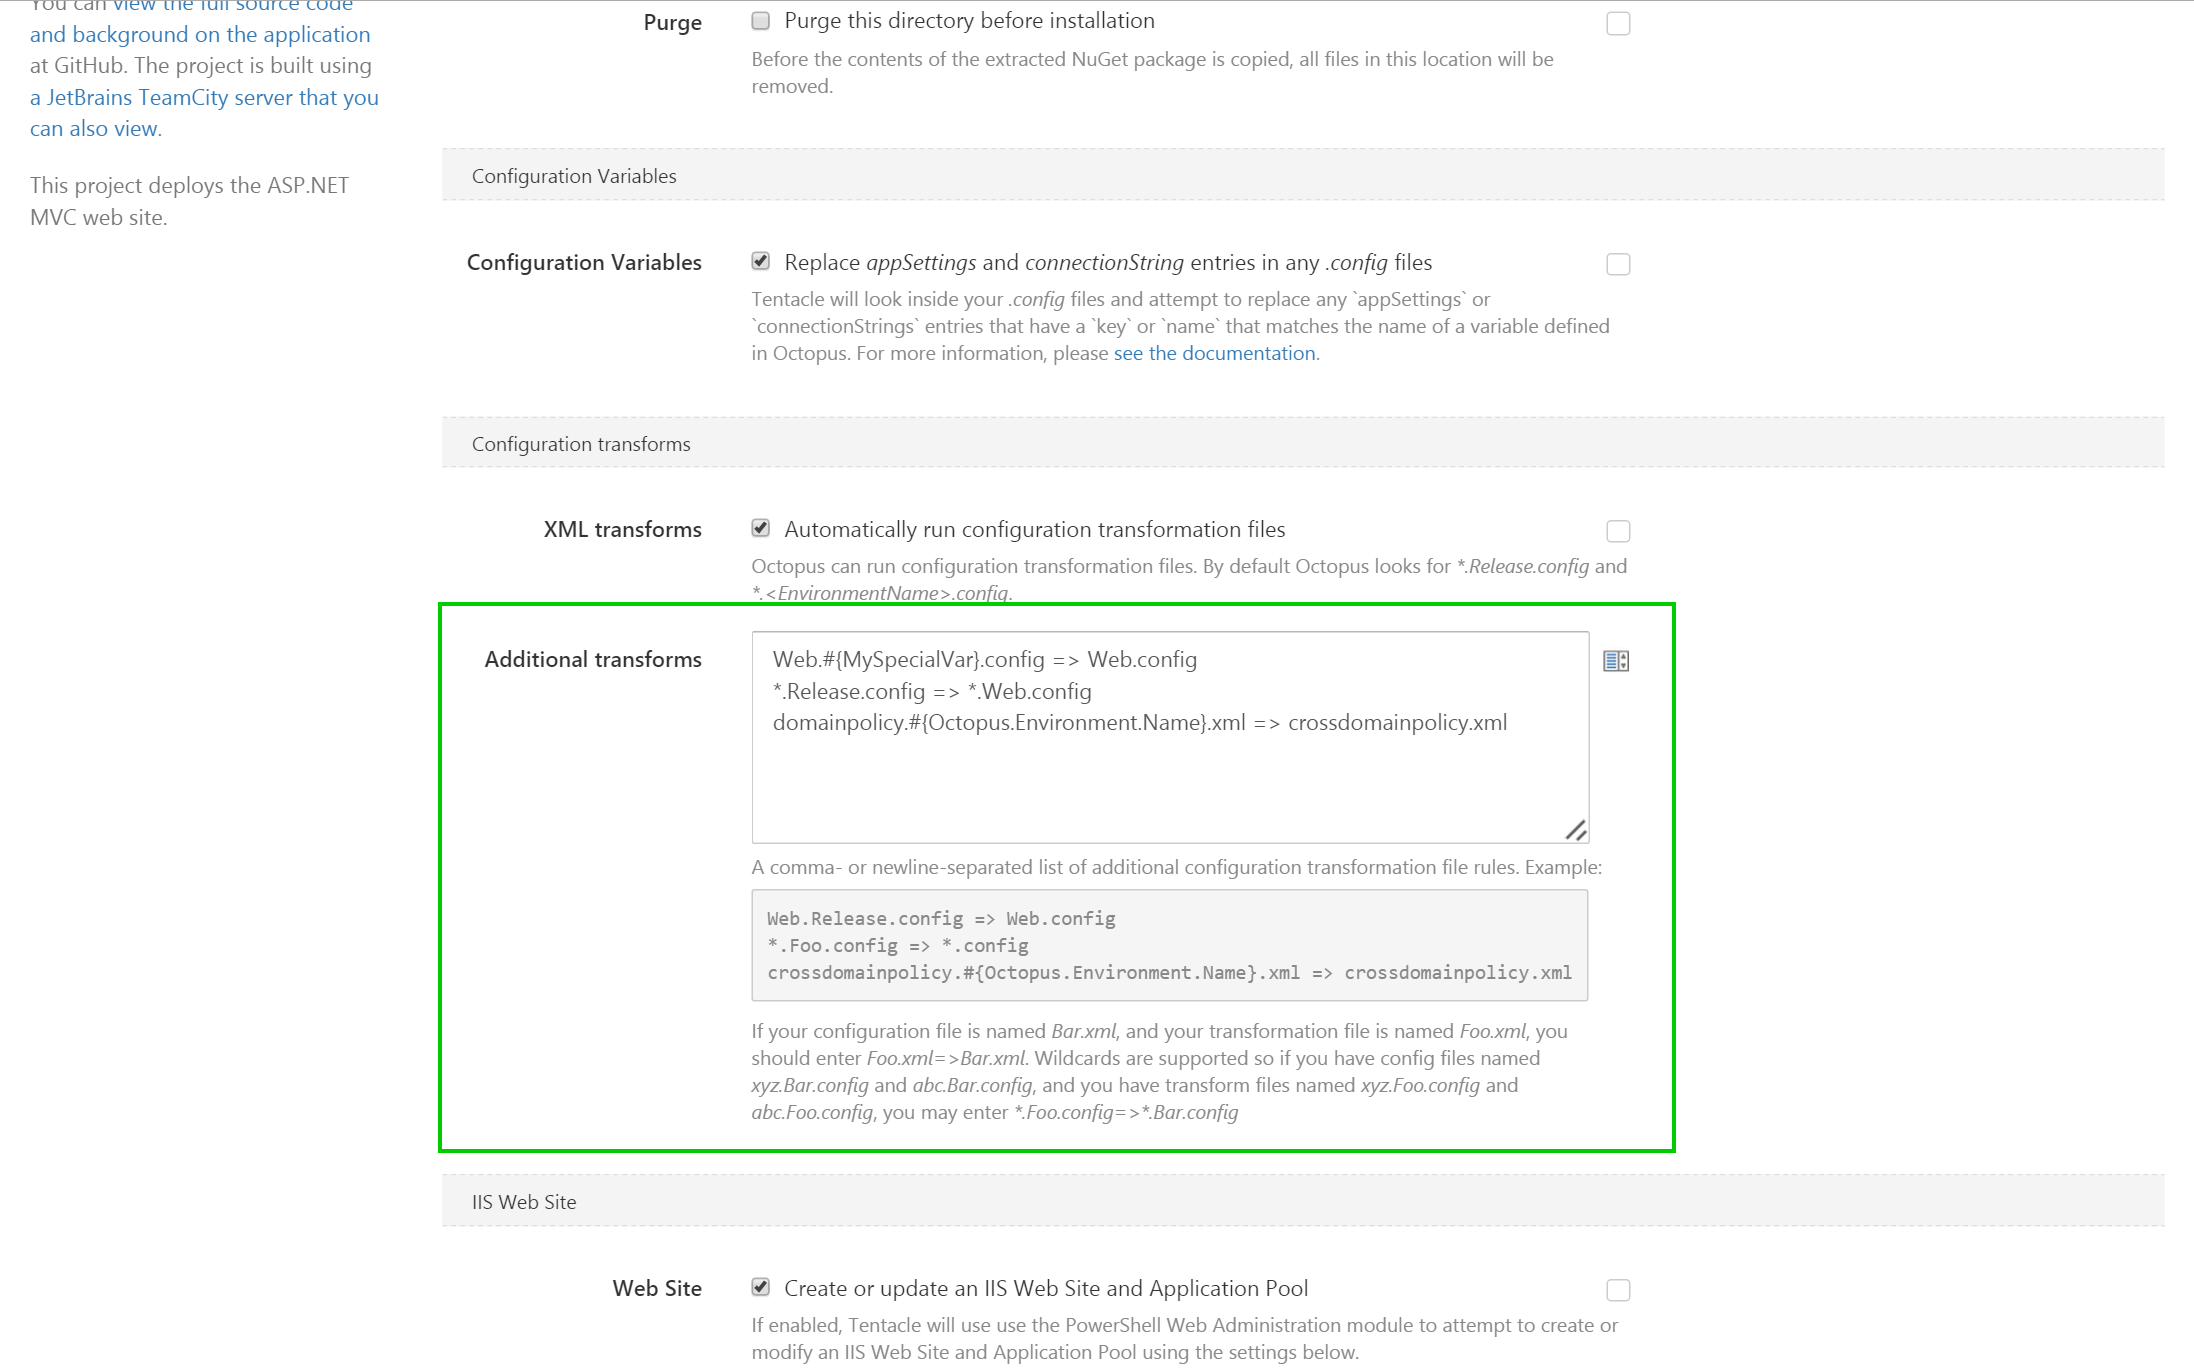 You can view the full source code
and background on the application
at GitHub. The project is built using
a JetBrains TeamCity server that you
can also view.
This project deploys the ASP.NET
MVC web site.
Purge
Purge this directory before installation
Before the contents of the extracted NuGet package is copied, all files in this location will be
removed.
Configuration Variables
Configuration Variables
Replace appSettings and connectionString entries in any .config files
Tentacle will look inside your .config files and attempt to replace any `appSettings` or
`connectionStrings` entries that have a `key` or `name` that matches the name of a variable defined
in Octopus. For more information, please see the documentation.
Configuration transforms
XML transforms
Automatically run configuration transformation files
Octopus can run configuration transformation files. By default Octopus looks for *.Release.config and
*.<EnvironmentName>.config.
Additional transforms
Web.#{MySpecialVar}.config => Web.config
*.Release.config => *.Web.config
domainpolicy.#{Octopus.Environment.Name}.xml => crossdomainpolicy.xml
A comma- or newline-separated list of additional configuration transformation file rules. Example:
Web.Release.config => Web.config
*.Foo.config => *.config
crossdomainpolicy.#{Octopus.Environment.Name}.xml => crossdomainpolicy.xml
If your configuration file is named Bar.xml, and your transformation file is named Foo.xml, you
should enter Foo.xml=>Bar.xml. Wildcards are supported so if you have config files named
xyz.Bar.config and abc.Bar.config, and you have transform files named xyz.Foo.config and
abc.Foo.config, you may enter *.Foo.config=>*.Bar.config
IIS Web Site
Web Site
Create or update an IIS Web Site and Application Pool
If enabled, Tentacle will use use the PowerShell Web Administration module to attempt to create or
modify an IIS Web Site and Application Pool using the settings below.